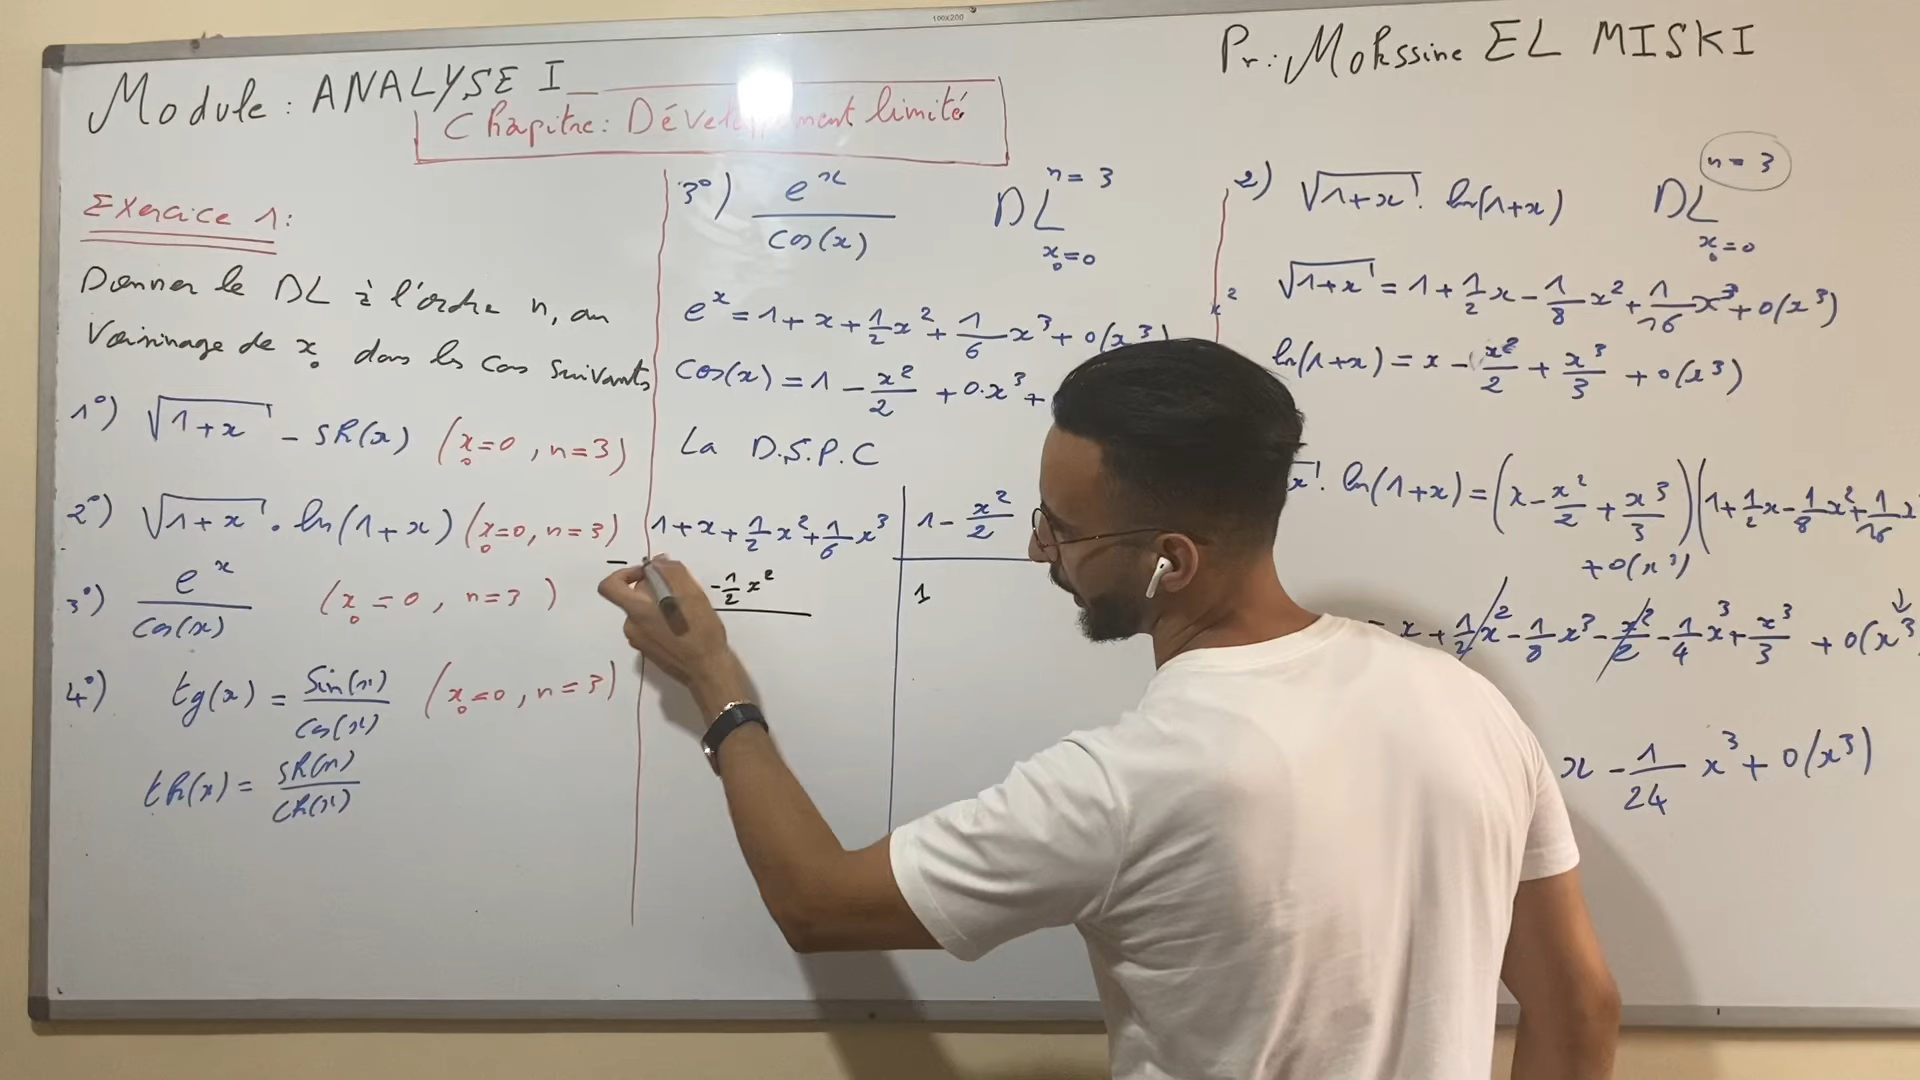 100x200
Module : ANALYSE I
Pr.: Mohssine EL MISKI
Chapitre: Développement limité
Exercice 1:
Donner le DL à l'ordre n, au
Voisinage de x₀ dans les cas suivants
1°) √(1+x) - sh(x) (x₀=0, n=3)
2°) √(1+x) · ln(1+x) (x₀=0, n=3)
3°) e^x / cos(x) (x₀=0, n=3)
4°) tg(x) = Sin(x)/cos(x) (x₀=0, n=3)
th(x) = sh(x)/ch(x)
3°) e^x / cos(x) DL n=3 x₀=0
e^x = 1+x+1/2 x²+1/6 x³+o(x³)
cos(x) = 1 - x²/2 + 0·x³ +
La D.S.P.C
1+x+1/2 x²+1/6 x³ | 1 - x²/2
-1/2 x² | 1
2) √(1+x) · ln(1+x) DL n=3 x₀=0
x²
√(1+x) = 1+1/2 x-1/8 x²+1/16 x³+o(x³)
ln(1+x) = x - x²/2 + x³/3 + o(x³)
x · ln(1+x) = (x-x²/2+x³/3)(1+1/2 x-1/8 x²+1/16 x
+o(x³)
= x+1/2 x²-1/8 x³-x²/2-1/4 x³+x³/3 + o(x³
x - 1/24 x³ + o(x³)